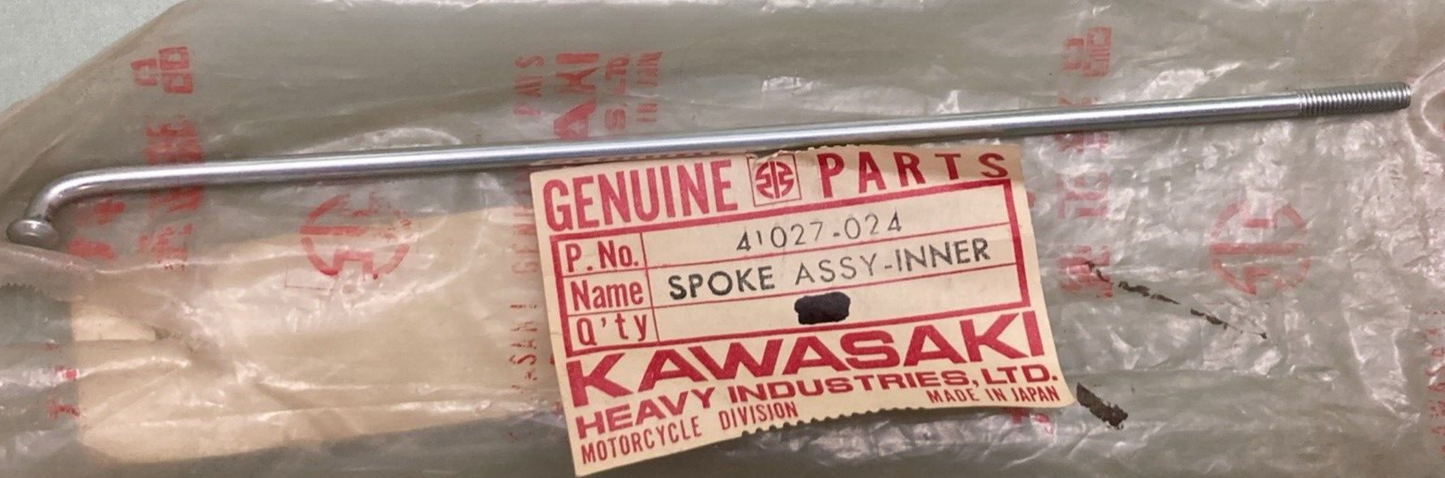 GENUINE PARTS
P. No. 41027-024
Name SPOKE ASSY-INNER
Q'ty
KAWASAKI
HEAVY INDUSTRIES, LTD.
MOTORCYCLE DIVISION MADE IN JAPAN